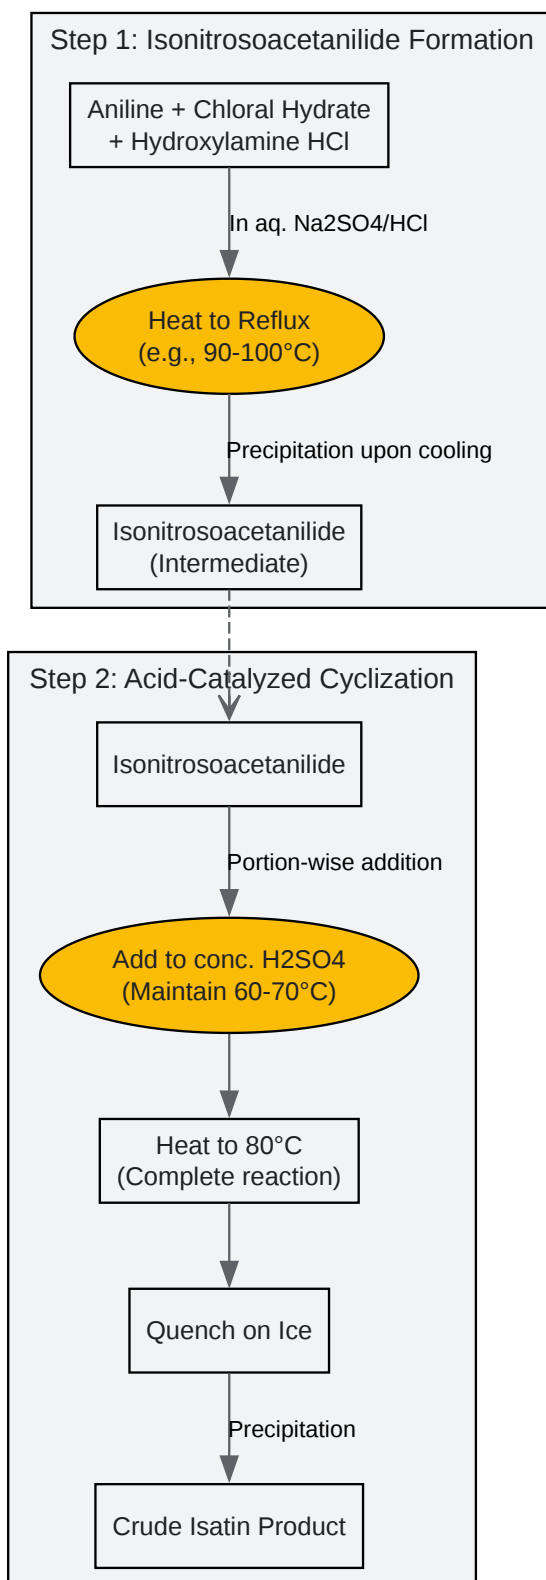 Step 1: Isonitrosoacetanilide Formation
Aniline + Chloral Hydrate
+ Hydroxylamine HCl
In aq. Na2SO4/HCl
Heat to Reflux
(e.g., 90-100°C)
Precipitation upon cooling
Isonitrosoacetanilide
(Intermediate)
Step 2: Acid-Catalyzed Cyclization
Isonitrosoacetanilide
Portion-wise addition
Add to conc. H2SO4
(Maintain 60-70°C)
Heat to 80°C
(Complete reaction)
Quench on Ice
Precipitation
Crude Isatin Product